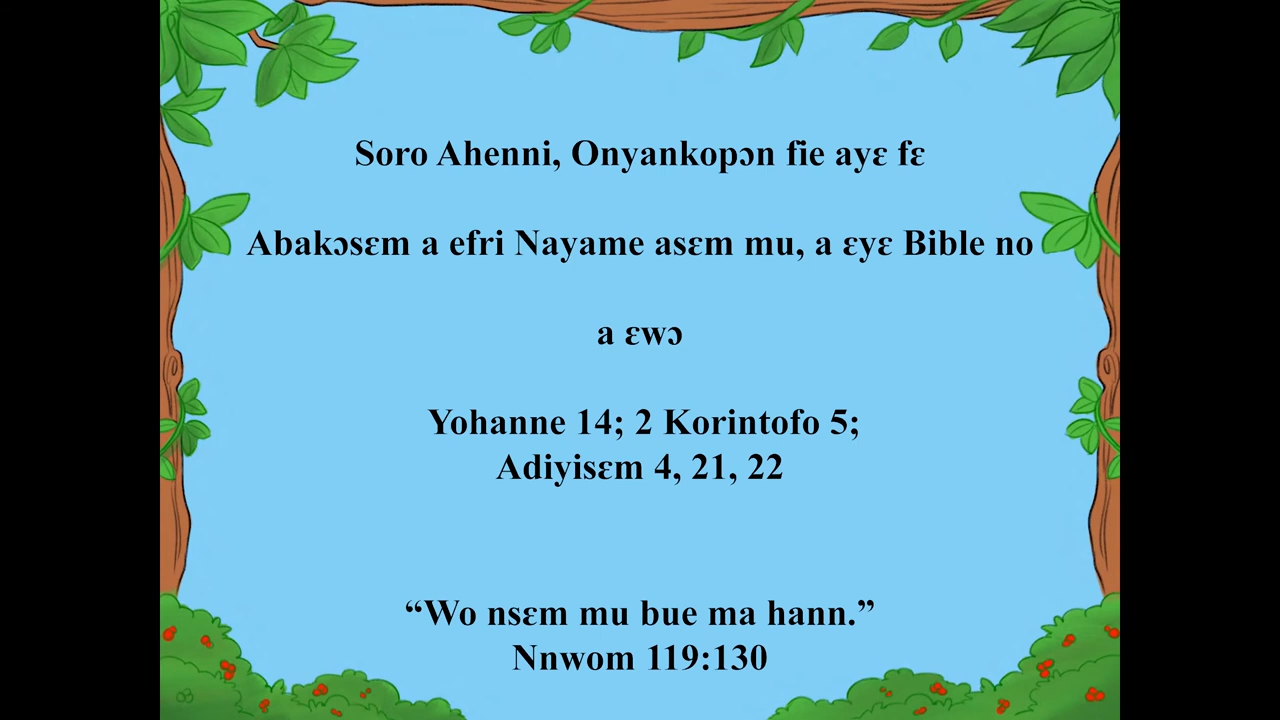 Soro Ahenni, Onyankopɔn fie ayɛ fɛ
Abakɔsɛm a efri Nayame asɛm mu, a ɛyɛ Bible no
a ɛwɔ
Yohanne 14; 2 Korintofo 5;
Adiyisɛm 4, 21, 22
“Wo nsɛm mu bue ma hann.”
Nnwom 119:130